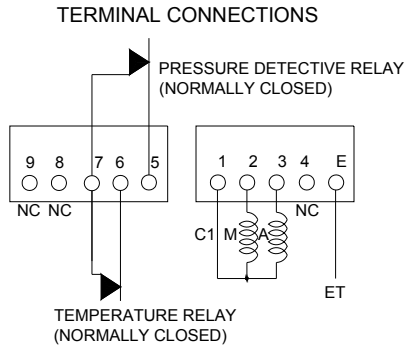 TERMINAL CONNECTIONS
PRESSURE DETECTIVE RELAY
(NORMALLY CLOSED)
9 8 7 6 5
NC NC
1 2 3 4 E
NC
C1 M A
ET
TEMPERATURE RELAY
(NORMALLY CLOSED)